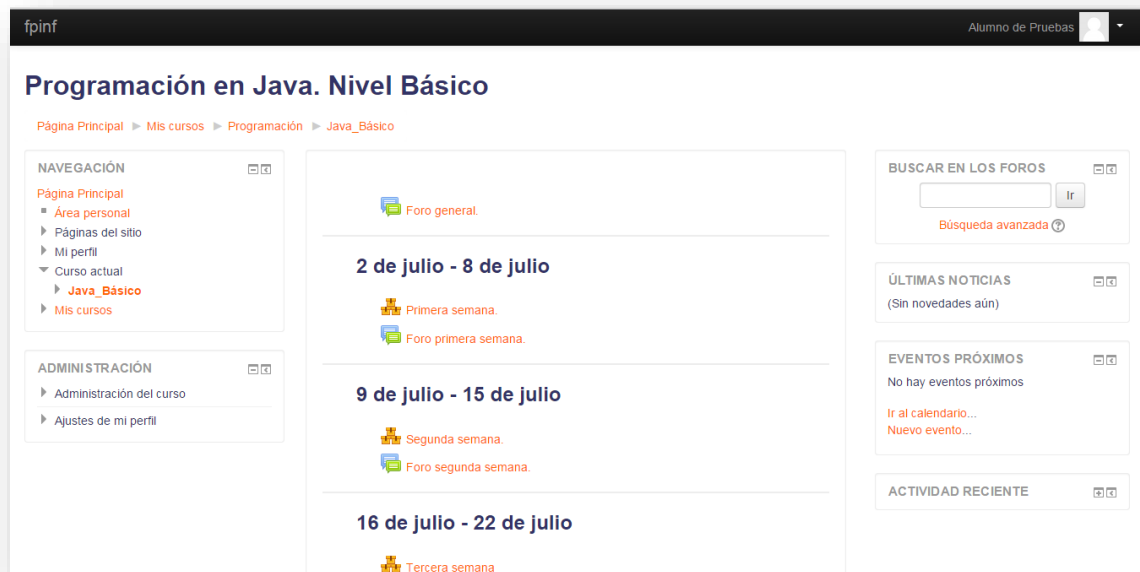 fpinf
Alumno de Pruebas
Programación en Java. Nivel Básico
Página Principal
Mis cursos
Programación
Java_Básico
NAVEGACIÓN
Página Principal
Área personal
Páginas del sitio
Mi perfil
Curso actual
Java_Básico
Mis cursos
ADMINISTRACIÓN
Administración del curso
Ajustes de mi perfil
Foro general.
2 de julio - 8 de julio
Primera semana.
Foro primera semana.
9 de julio - 15 de julio
Segunda semana.
Foro segunda semana.
16 de julio - 22 de julio
Tercera semana
BUSCAR EN LOS FOROS
Ir
Búsqueda avanzada
ÚLTIMAS NOTICIAS
(Sin novedades aún)
EVENTOS PRÓXIMOS
No hay eventos próximos
Ir al calendario...
Nuevo evento...
ACTIVIDAD RECIENTE